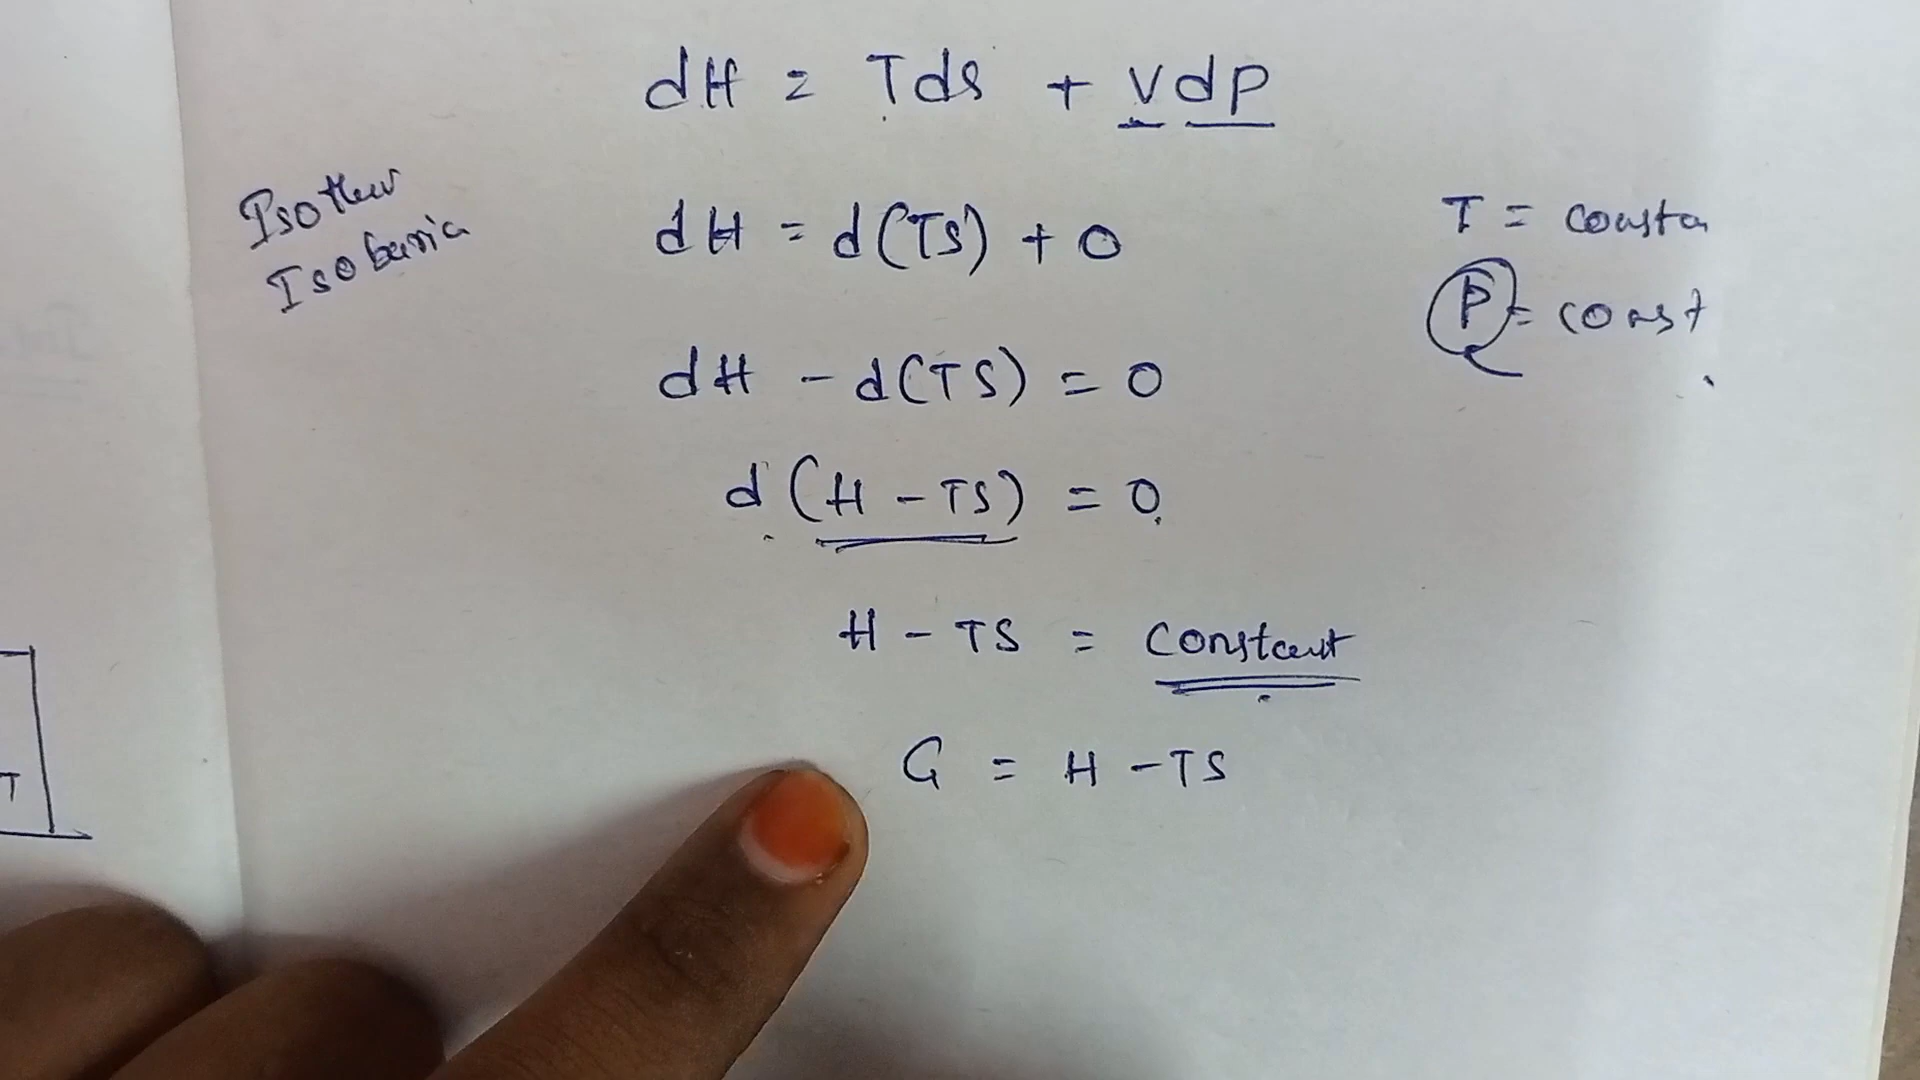 dH = Tds + Vdp
Isother
Isobaric
dH = d(TS) + 0
T = consta
P = const
dH - d(TS) = 0
d(H - TS) = 0
H - TS = Constant
G = H - TS
T